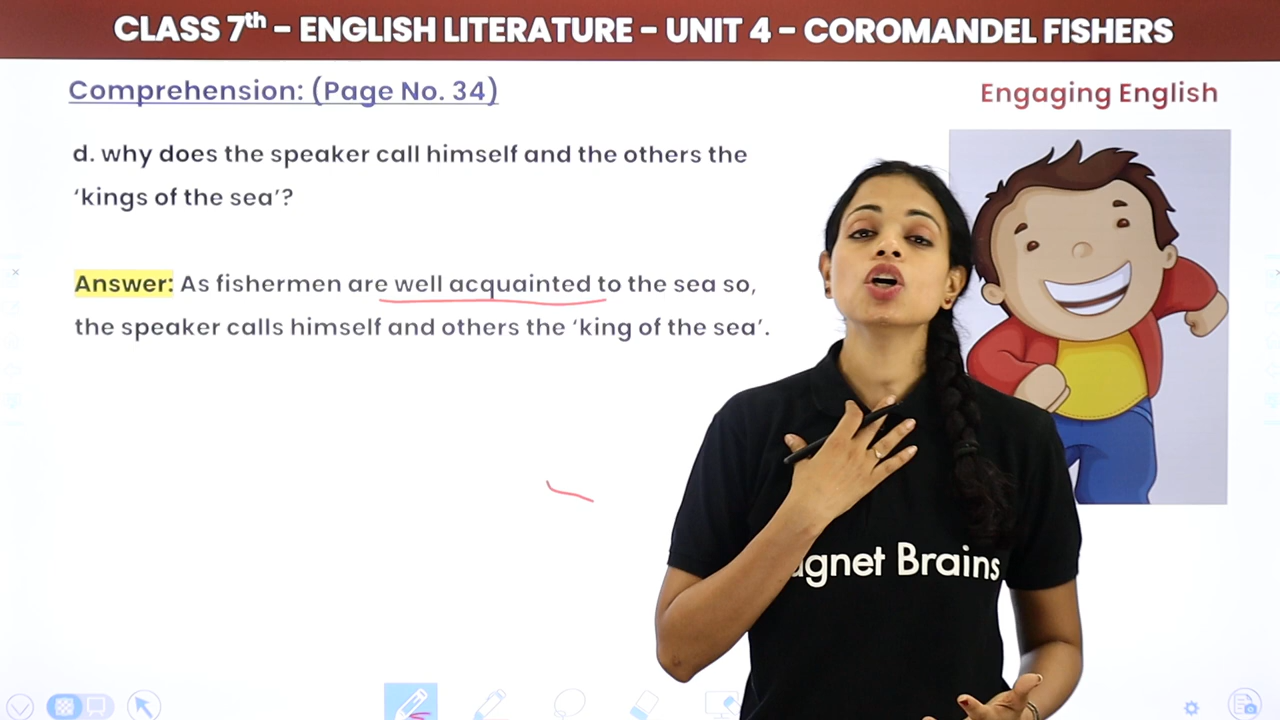 CLASS 7th - ENGLISH LITERATURE - UNIT 4 - COROMANDEL FISHERS
Comprehension: (Page No. 34)
Engaging English
d. why does the speaker call himself and the others the
‘kings of the sea’?
Answer: As fishermen are well acquainted to the sea so,
the speaker calls himself and others the ‘king of the sea’.
agnet Brains